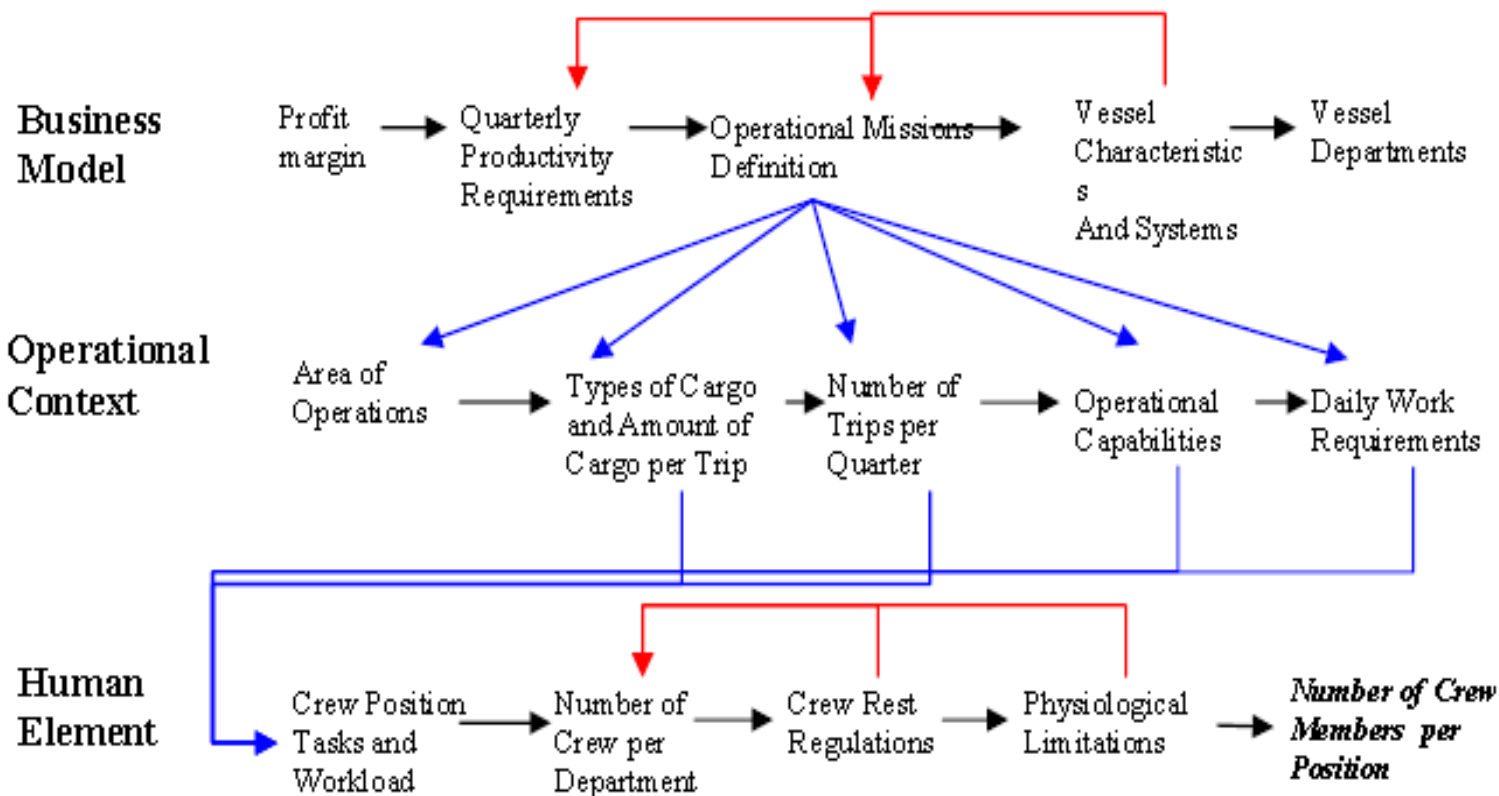 Business
Model
Profit
margin
Quarterly
Productivity
Requirements
Operational Missions
Definition
Vessel
Characteristic
s
And Systems
Vessel
Departments
Operational
Context
Area of
Operations
Types of Cargo
and Amount of
Cargo per Trip
Number of
Trips per
Quarter
Operational
Capabilities
Daily Work
Requirements
Human
Element
Crew Position
Tasks and
Workload
Number of
Crew per
Department
Crew Rest
Regulations
Physiological
Limitations
Number of Crew
Members per
Position